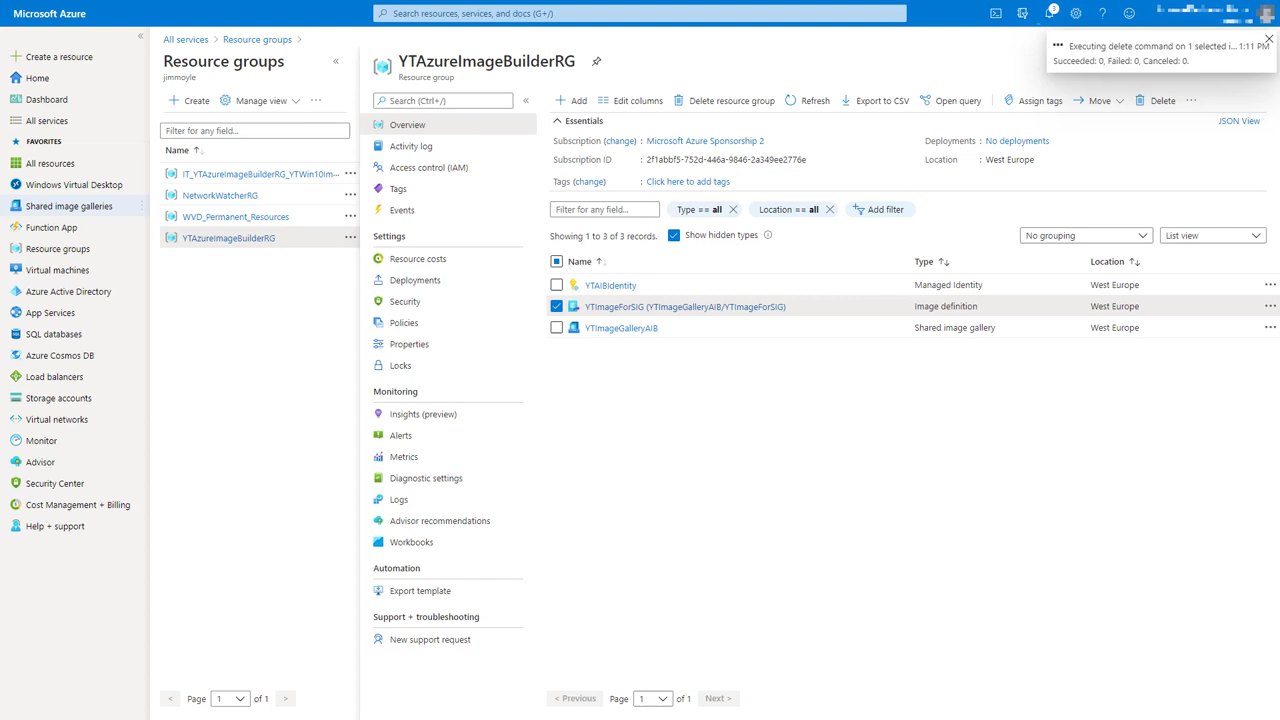 Microsoft Azure
Search resources, services, and docs (G+/)
3
Executing delete command on 1 selected i... 1:11 PM
Succeeded: 0, Failed: 0, Canceled: 0.
Create a resource
Home
Dashboard
All services
FAVORITES
All resources
Windows Virtual Desktop
Shared image galleries
Function App
Resource groups
Virtual machines
Azure Active Directory
App Services
SQL databases
Azure Cosmos DB
Load balancers
Storage accounts
Virtual networks
Monitor
Advisor
Security Center
Cost Management + Billing
Help + support
All services > Resource groups >
Resource groups
jimmoyle
Create
Manage view
Filter for any field...
Name
IT_YTAzureImageBuilderRG_YTWin10Im...
NetworkWatcherRG
WVD_Permanent_Resources
YTAzureImageBuilderRG
< Page 1 of 1 >
YTAzureImageBuilderRG
Resource group
Search (Ctrl+/)
Overview
Activity log
Access control (IAM)
Tags
Events
Settings
Resource costs
Deployments
Security
Policies
Properties
Locks
Monitoring
Insights (preview)
Alerts
Metrics
Diagnostic settings
Logs
Advisor recommendations
Workbooks
Automation
Export template
Support + troubleshooting
New support request
Add Edit columns Delete resource group Refresh Export to CSV Open query Assign tags Move Delete
Essentials
JSON View
Subscription (change) : Microsoft Azure Sponsorship 2
Deployments : No deployments
Subscription ID : 2f1abbf5-752d-446a-9846-2a349ee2776e
Location : West Europe
Tags (change) : Click here to add tags
Filter for any field... Type == all Location == all Add filter
Showing 1 to 3 of 3 records. Show hidden types
No grouping List view
Name Type Location
YTAIBIdentity Managed Identity West Europe
YTImageForSIG (YTImageGalleryAIB/YTImageForSIG) Image definition West Europe
YTImageGalleryAIB Shared image gallery West Europe
< Previous Page 1 of 1 Next >